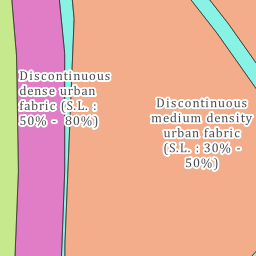 Discontinuous
dense urban
fabric (S.L. :
50% - 80%)
Discontinuous
medium density
urban fabric
(S.L. : 30% -
50%)